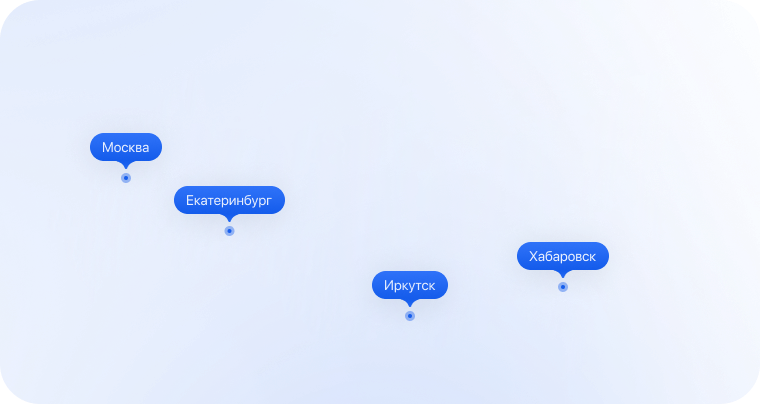 Москва
Екатеринбург
Хабаровск
Иркутск